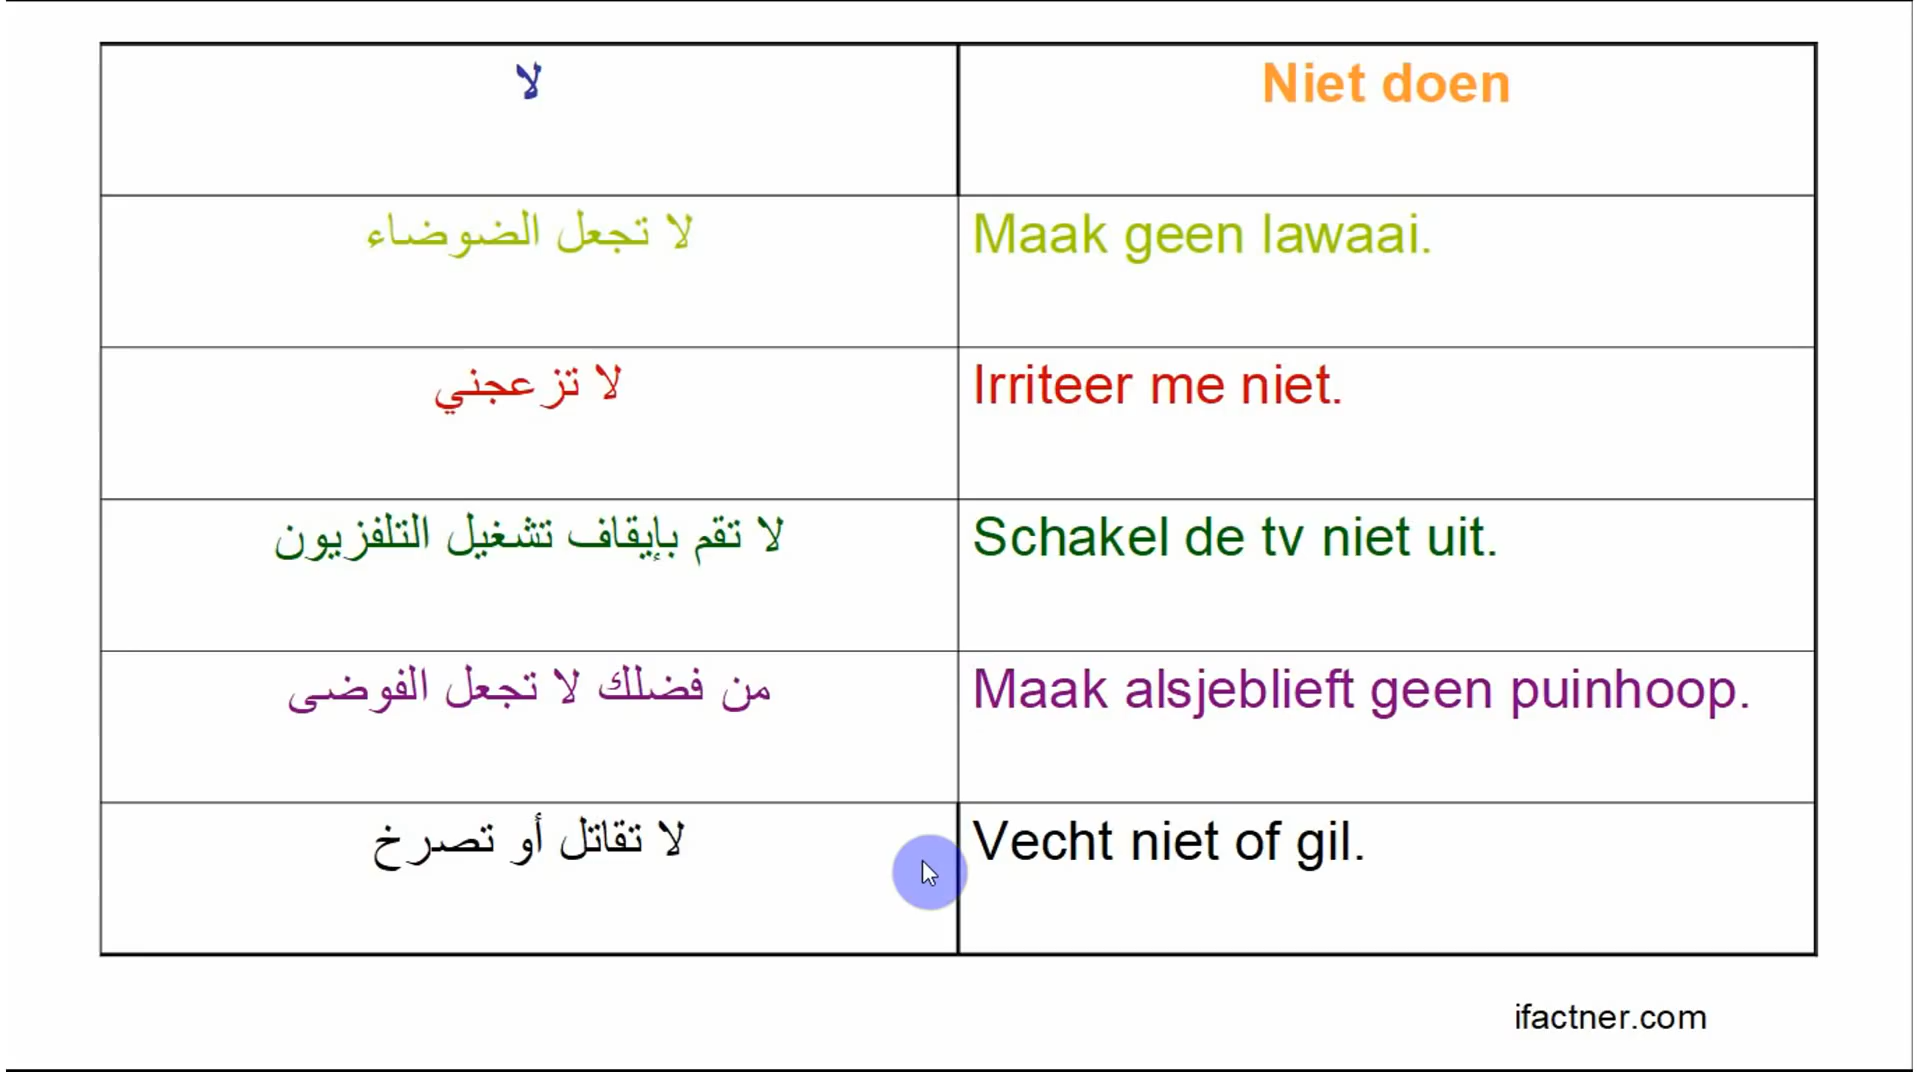 لا
Niet doen
لا تجعل الضوضاء
Maak geen lawaai.
لا تزعجني
Irriteer me niet.
لا تقم بإيقاف تشغيل التلفزيون
Schakel de tv niet uit.
من فضلك لا تجعل الفوضى
Maak alsjeblieft geen puinhoop.
لا تقاتل أو تصرخ
Vecht niet of gil.
ifactner.com